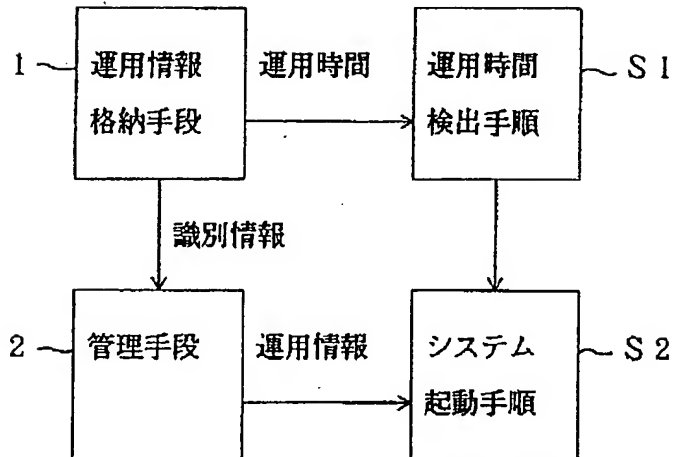 1 運用情報 運用時間 運用時間 S1
格納手段 検出手順
識別情報
2 管理手段 運用情報 システム S2
起動手順